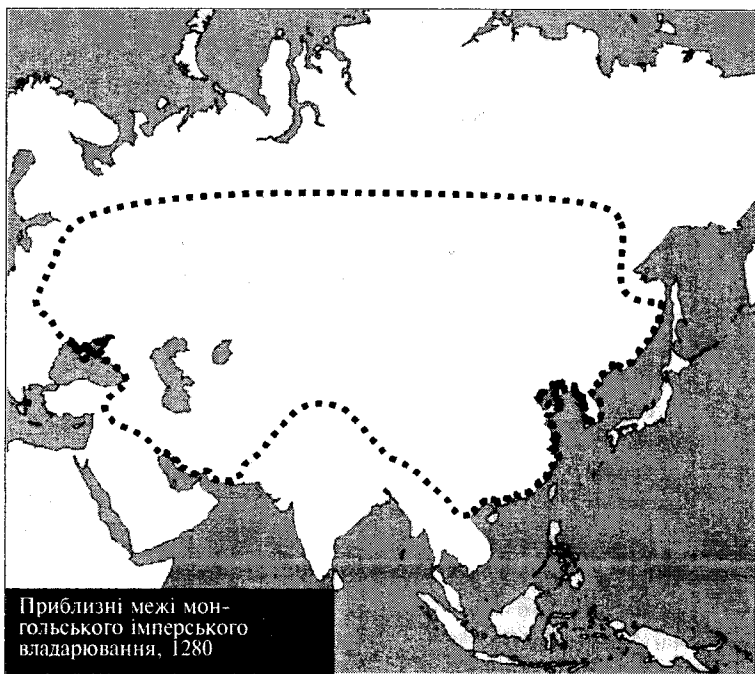 Приблизні межі мон-
гольського імперського
владарювання, 1280